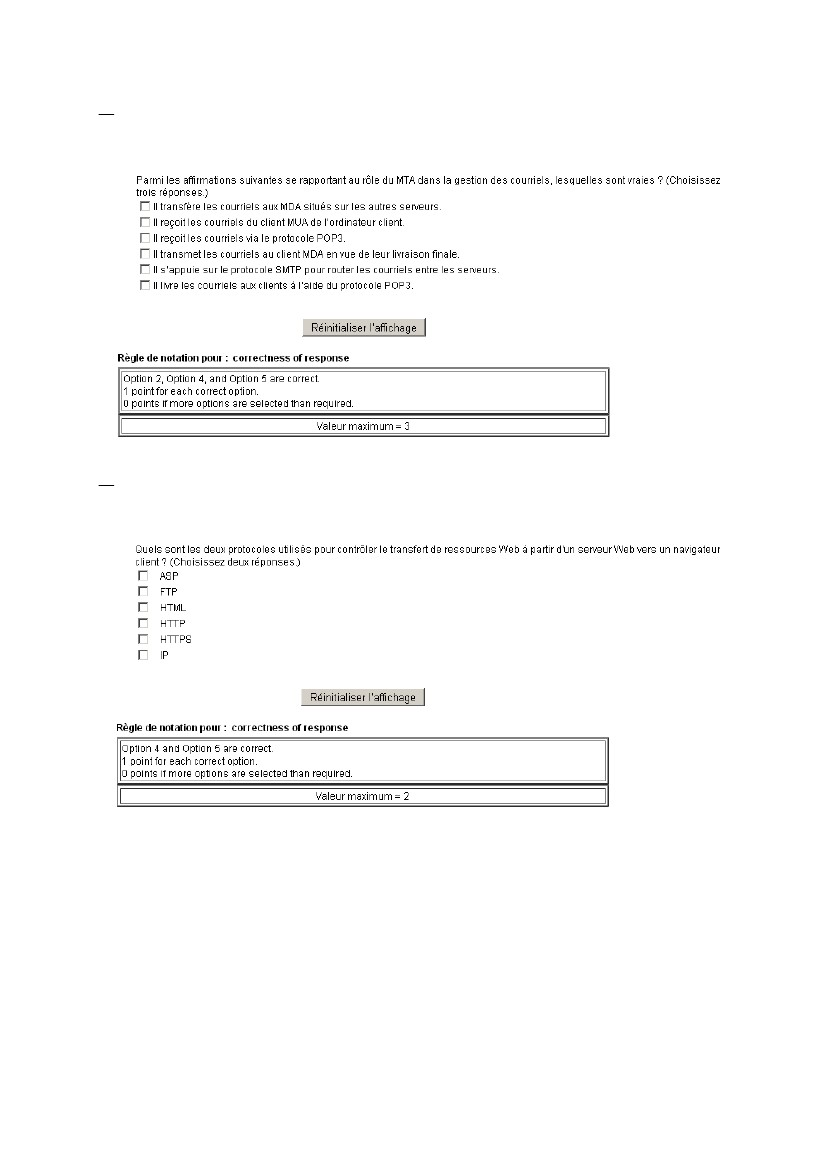 Parmi les affirmations suivantes se rapportant au rôle du MTA dans la gestion des courriels, lesquelles sont vraies ? (Choisissez
trois réponses.)
Il transfère les courriels aux MDA situés sur les autres serveurs.
Il reçoit les courriels du client MUA de l'ordinateur client.
Il reçoit les courriels via le protocole POP3.
Il transmet les courriels au client MDA en vue de leur livraison finale.
Il s'appuie sur le protocole SMTP pour router les courriels entre les serveurs.
Il livre les courriels aux clients à l'aide du protocole POP3.
Réinitialiser l'affichage
Règle de notation pour : correctness of response
Option 2, Option 4, and Option 5 are correct.
1 point for each correct option.
0 points if more options are selected than required.
Valeur maximum = 3
Quels sont les deux protocoles utilisés pour contrôler le transfert de ressources Web à partir d'un serveur Web vers un navigateur
client ? (Choisissez deux réponses.)
ASP
FTP
HTML
HTTP
HTTPS
IP
Réinitialiser l'affichage
Règle de notation pour : correctness of response
Option 4 and Option 5 are correct.
1 point for each correct option.
0 points if more options are selected than required.
Valeur maximum = 2